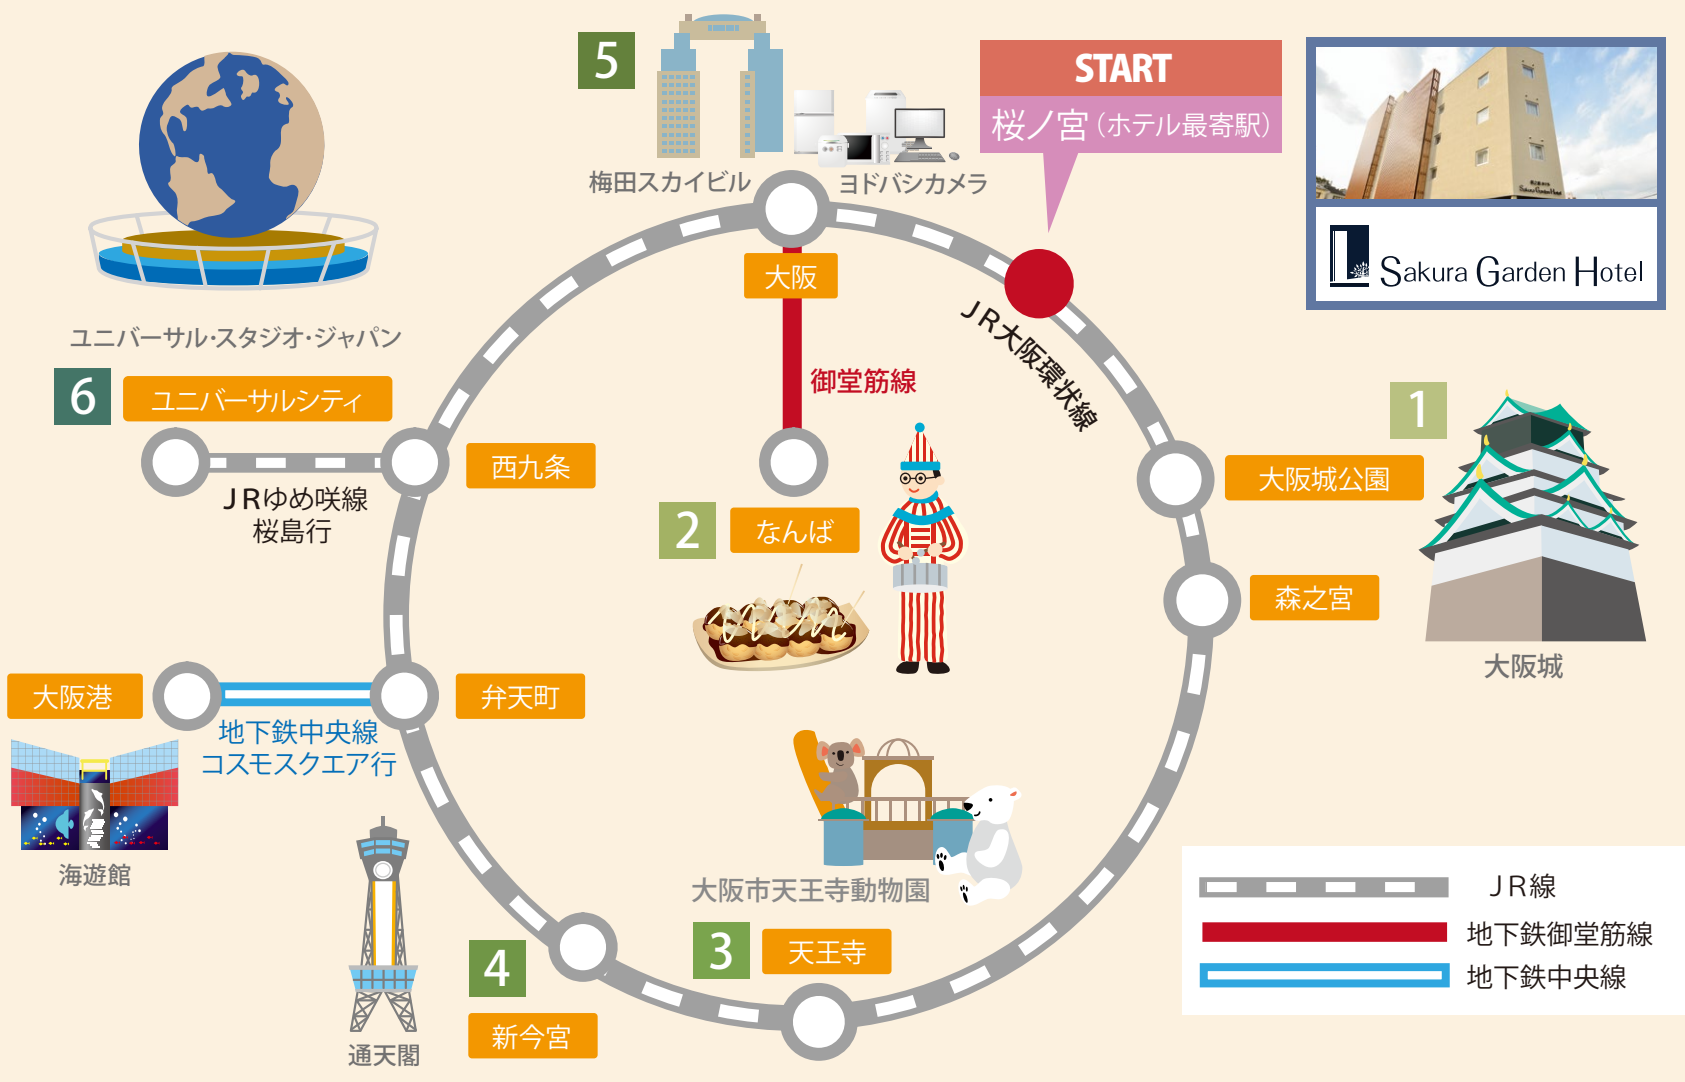 5
START
桜ノ宮（ホテル最寄駅）
Sakura Garden Hotel
Sakura Garden Hotel
梅田スカイビル
ヨドバシカメラ
大阪
御堂筋線
JR大阪環状線
ユニバーサル・スタジオ・ジャパン
6
ユニバーサルシティ
西九条
JRゆめ咲線
桜島行
1
大阪城公園
森之宮
大阪城
2
なんば
大阪港
弁天町
地下鉄中央線
コスモスクエア行
海遊館
通天閣
大阪市天王寺動物園
3
天王寺
4
新今宮
JR線
地下鉄御堂筋線
地下鉄中央線